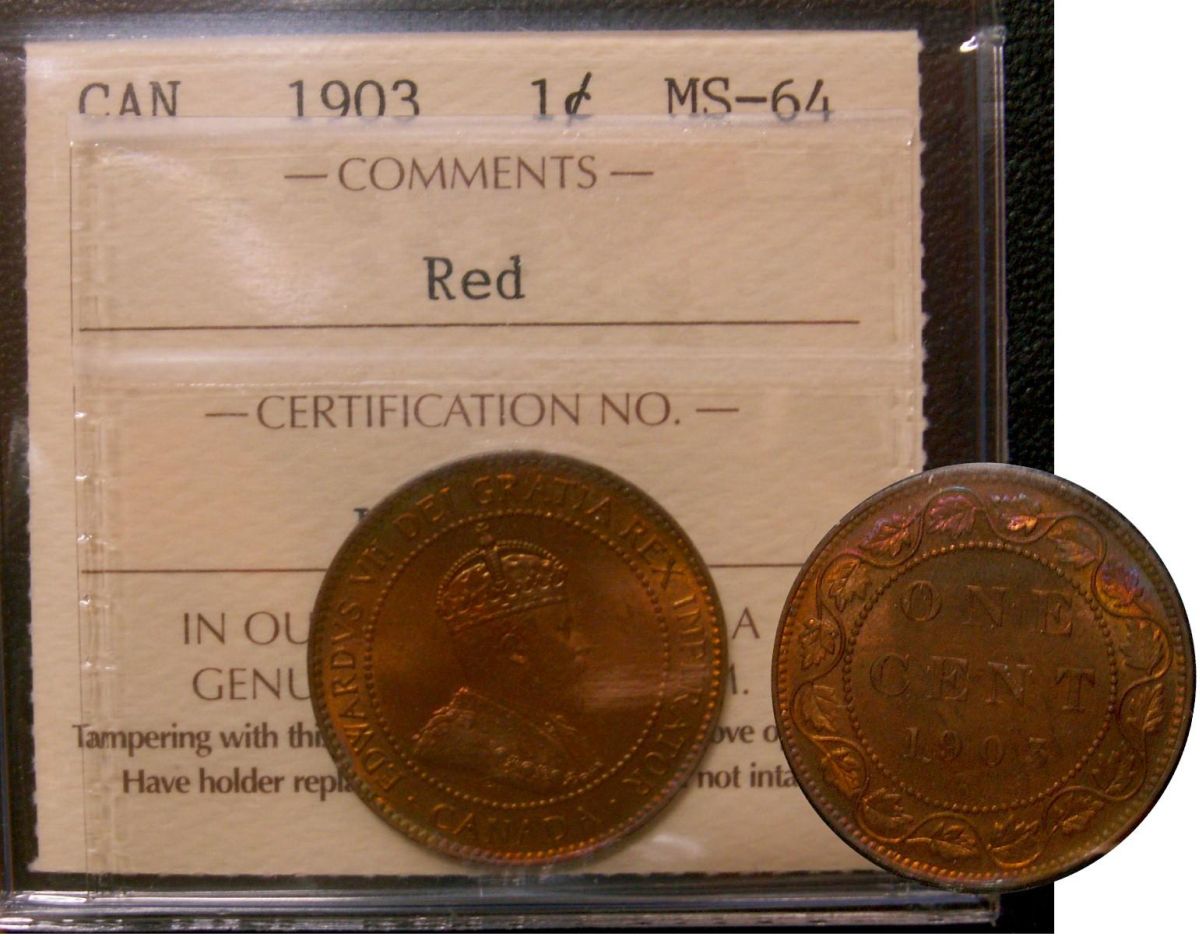 CAN 1903 1¢ MS-64
— COMMENTS —
Red
— CERTIFICATION NO. —
IN OU A
GENU M.
Tampering with this ove o
Have holder repla not inta
EDWARDVS VII DEI GRATIA REX IMPERATOR
· CANADA ·
ONE
CENT
1903